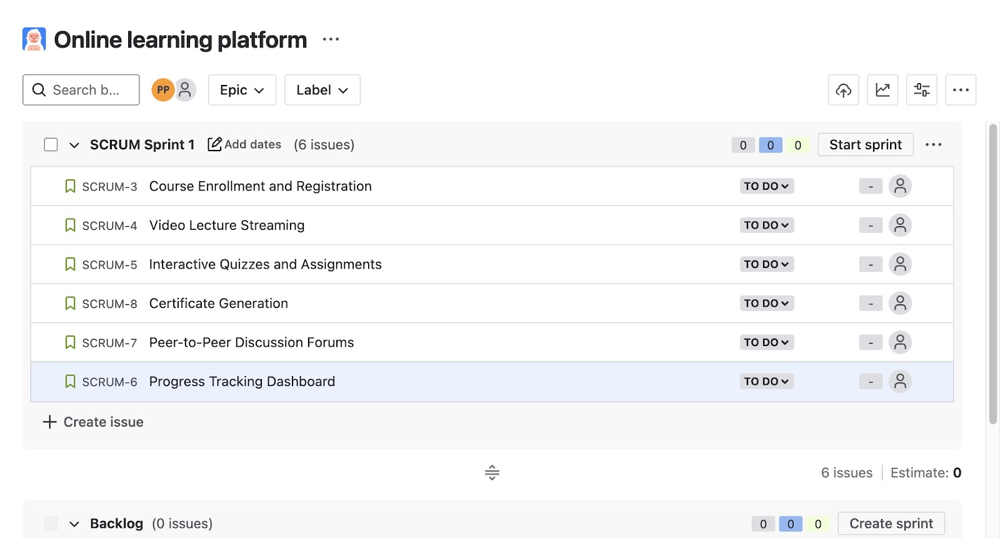 Online learning platform
Search b... PP Epic Label
SCRUM Sprint 1 Add dates (6 issues) 0 0 0 Start sprint
SCRUM-3 Course Enrollment and Registration TO DO -
SCRUM-4 Video Lecture Streaming TO DO -
SCRUM-5 Interactive Quizzes and Assignments TO DO -
SCRUM-8 Certificate Generation TO DO -
SCRUM-7 Peer-to-Peer Discussion Forums TO DO -
SCRUM-6 Progress Tracking Dashboard TO DO -
Create issue
6 issues Estimate: 0
Backlog (0 issues) 0 0 0 Create sprint